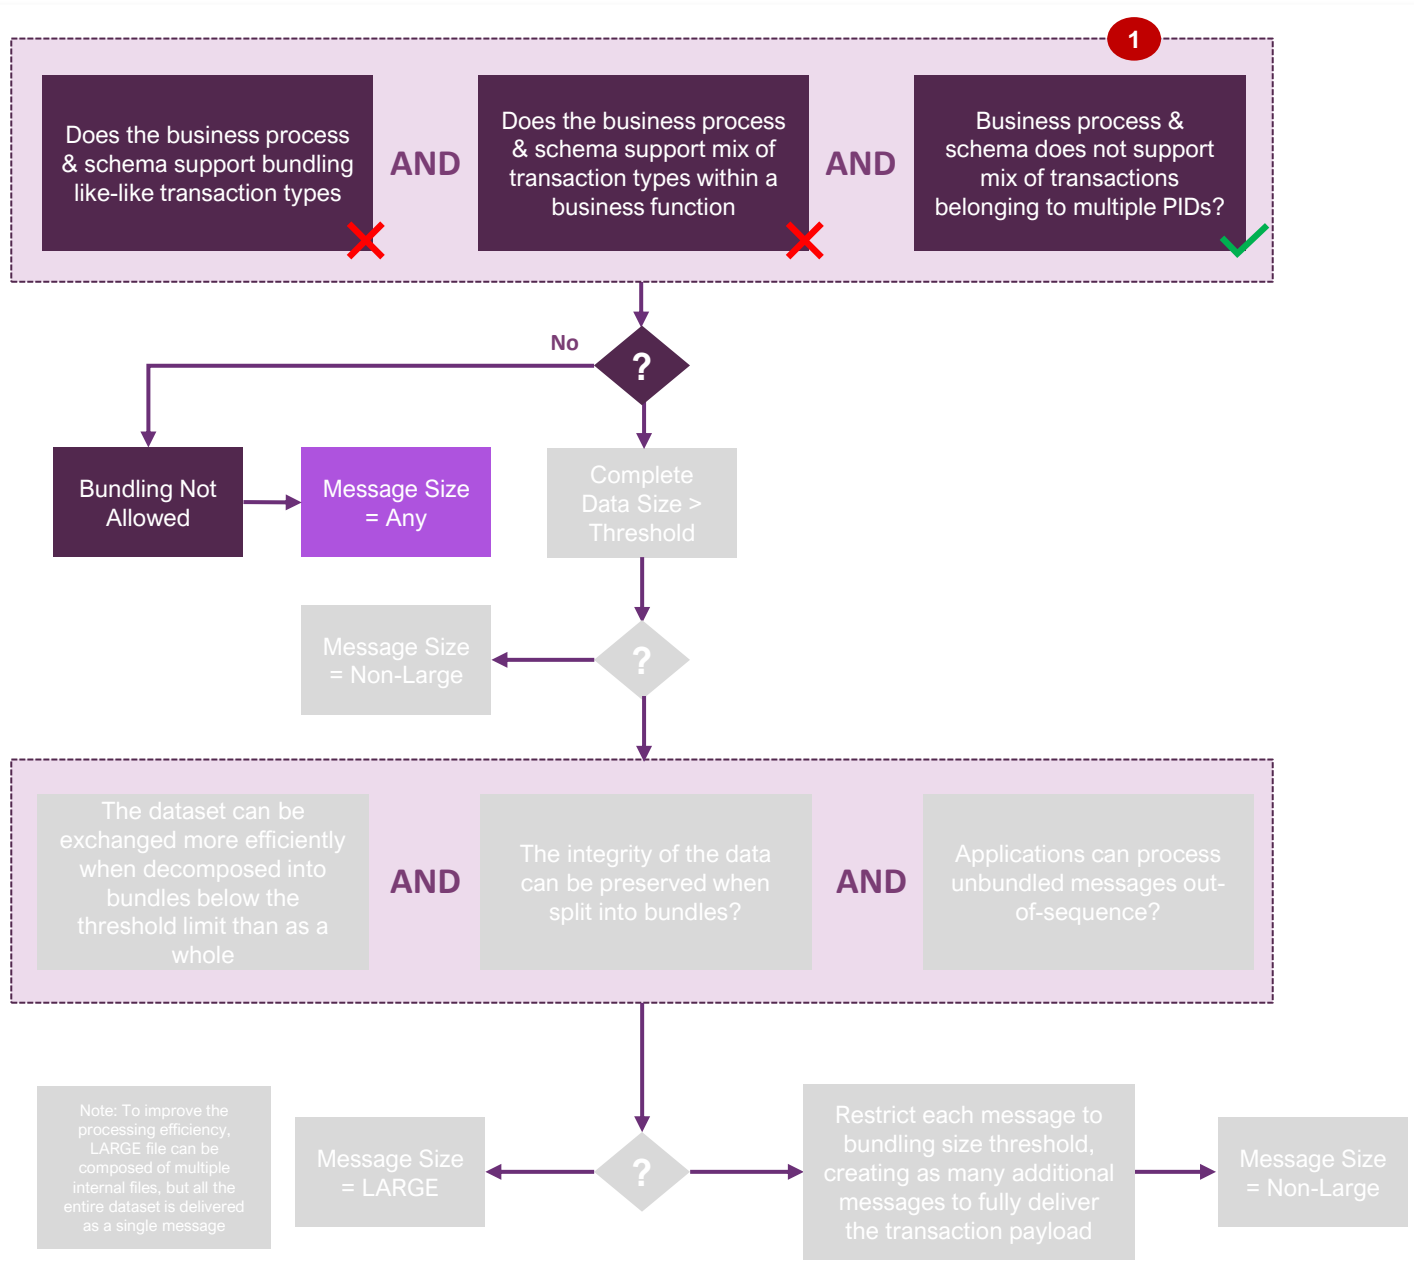 1
Does the business process
& schema support bundling
like-like transaction types
AND
Does the business process
& schema support mix of
transaction types within a
business function
AND
Business process &
schema does not support
mix of transactions
belonging to multiple PIDs?
No
?
Bundling Not
Allowed
Message Size
= Any
Complete
Data Size >
Threshold
Message Size
= Non-Large
?
The dataset can be
exchanged more efficiently
when decomposed into
bundles below the
threshold limit than as a
whole
AND
The integrity of the data
can be preserved when
split into bundles?
AND
Applications can process
unbundled messages out-
of-sequence?
Note: To improve the
processing efficiency,
LARGE file can be
composed of multiple
internal files, but all the
entire dataset is delivered
as a single message
Message Size
= LARGE
?
Restrict each message to
bundling size threshold,
creating as many additional
messages to fully deliver
the transaction payload
Message Size
= Non-Large